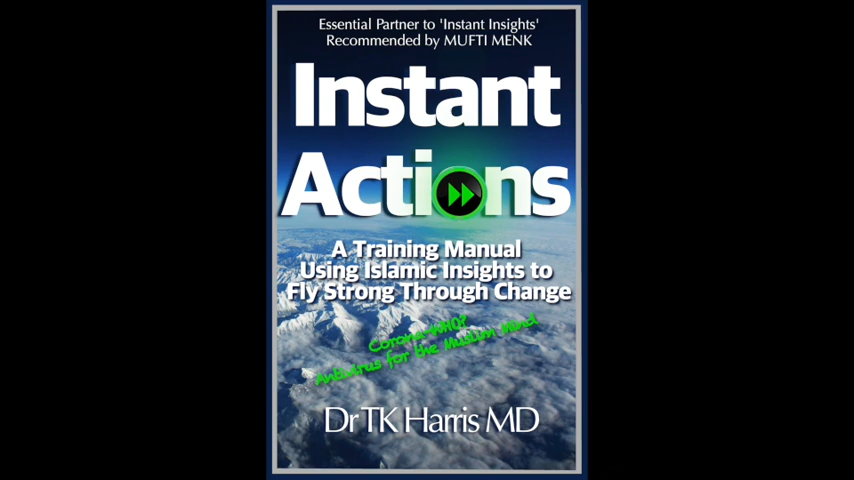 Essential Partner to 'Instant Insights'
Recommended by MUFTI MENK
Instant
Actions
A Training Manual
Using Islamic Insights to
Fly Strong Through Change
Corona-WHO?
Antivirus for the Muslim Mind
Dr TK Harris MD